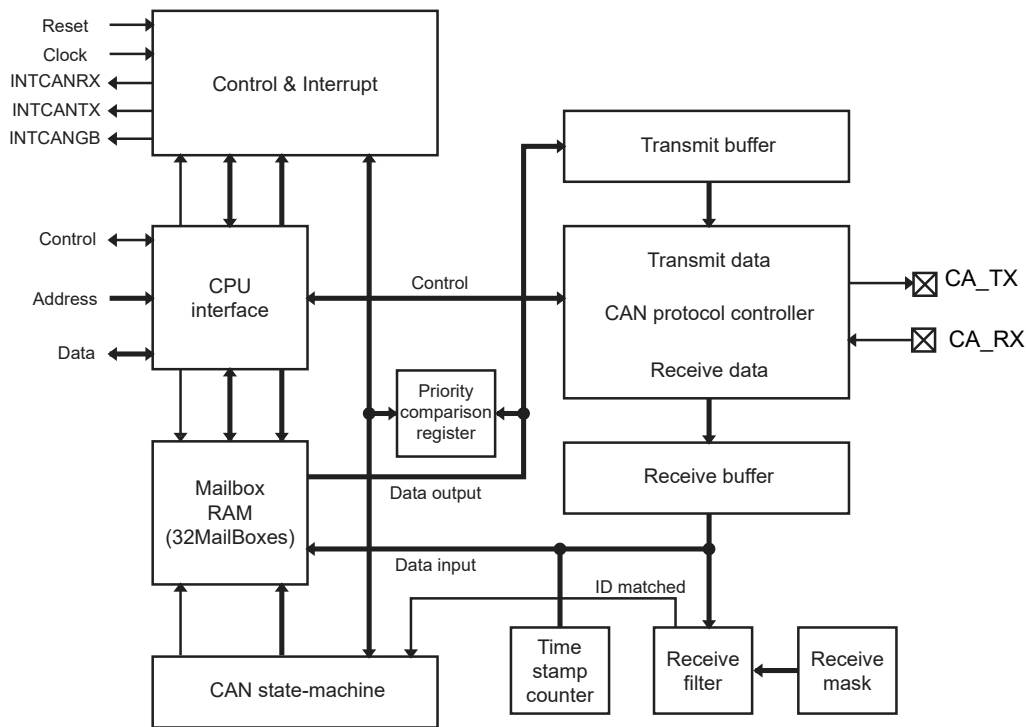 Reset
Clock
INTCANRX
INTCANTX
INTCANGB
Control & Interrupt
Transmit buffer
Control
Address
Data
CPU
interface
Control
Transmit data
CAN protocol controller
Receive data
CA_TX
CA_RX
Priority
comparison
register
Mailbox
RAM
(32MailBoxes)
Data output
Receive buffer
Data input
ID matched
CAN state-machine
Time
stamp
counter
Receive
filter
Receive
mask